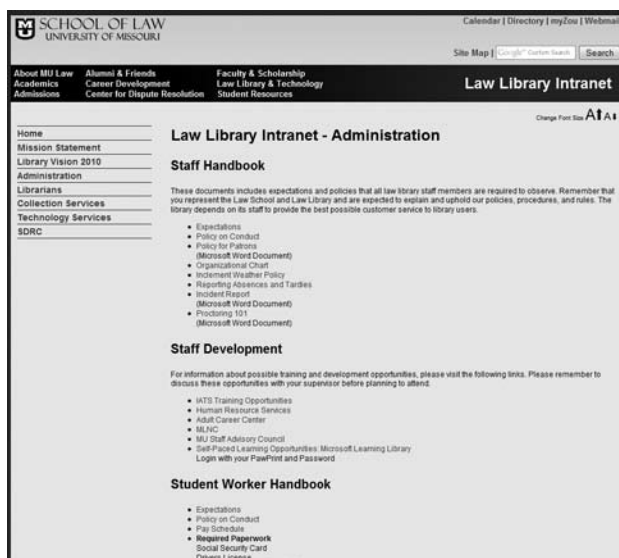 SCHOOL OF LAW
UNIVERSITY OF MISSOURI
Calendar | Directory | myZou | Webmail
Site Map | Google™ Custom Search Search
About MU Law Alumni & Friends Faculty & Scholarship
Academics Career Development Law Library & Technology
Admissions Center for Dispute Resolution Student Resources
Law Library Intranet
Change Font Size A A
Home
Mission Statement
Library Vision 2010
Administration
Librarians
Collection Services
Technology Services
SDRC
Law Library Intranet - Administration
Staff Handbook
These documents includes expectations and policies that all law library staff members are required to observe. Remember that
you represent the Law School and Law Library and are expected to explain and uphold our policies, procedures, and rules. The
library depends on its staff to provide the best possible customer service to library users.
Expectations
Policy on Conduct
Policy for Patrons
(Microsoft Word Document)
Organizational Chart
Inclement Weather Policy
Reporting Absences and Tardies
Incident Report
(Microsoft Word Document)
Proctoring 101
(Microsoft Word Document)
Staff Development
For information about possible training and development opportunities, please visit the following links. Please remember to
discuss these opportunities with your supervisor before planning to attend.
IATS Training Opportunities
Human Resource Services
Adult Career Center
MLNC
MU Staff Advisory Council
Self-Paced Learning Opportunities: Microsoft Learning Library
Login with your PawPrint and Password
Student Worker Handbook
Expectations
Policy on Conduct
Pay Schedule
Required Paperwork
Social Security Card
Drivers License